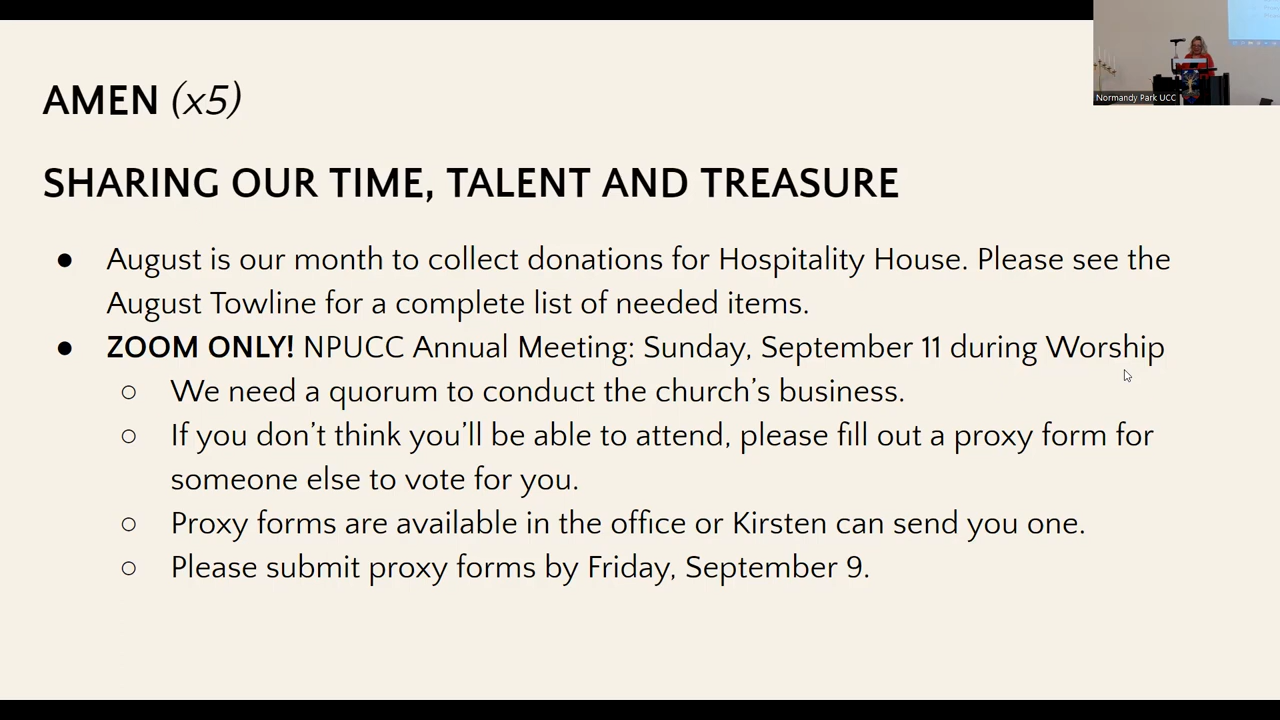 AMEN (x5)
Normandy Park UCC
SHARING OUR TIME, TALENT AND TREASURE
● August is our month to collect donations for Hospitality House. Please see the
August Towline for a complete list of needed items.
● ZOOM ONLY! NPUCC Annual Meeting: Sunday, September 11 during Worship
○ We need a quorum to conduct the church’s business.
○ If you don’t think you’ll be able to attend, please fill out a proxy form for
someone else to vote for you.
○ Proxy forms are available in the office or Kirsten can send you one.
○ Please submit proxy forms by Friday, September 9.